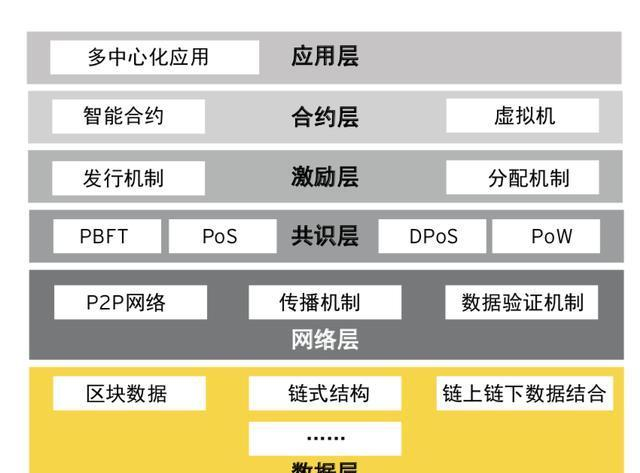 多中心化应用 应用层
智能合约 合约层 虚拟机
发行机制 激励层 分配机制
PBFT PoS 共识层 DPoS PoW
P2P网络 传播机制 数据验证机制
网络层
区块数据 链式结构 链上链下数据结合
······
数据层